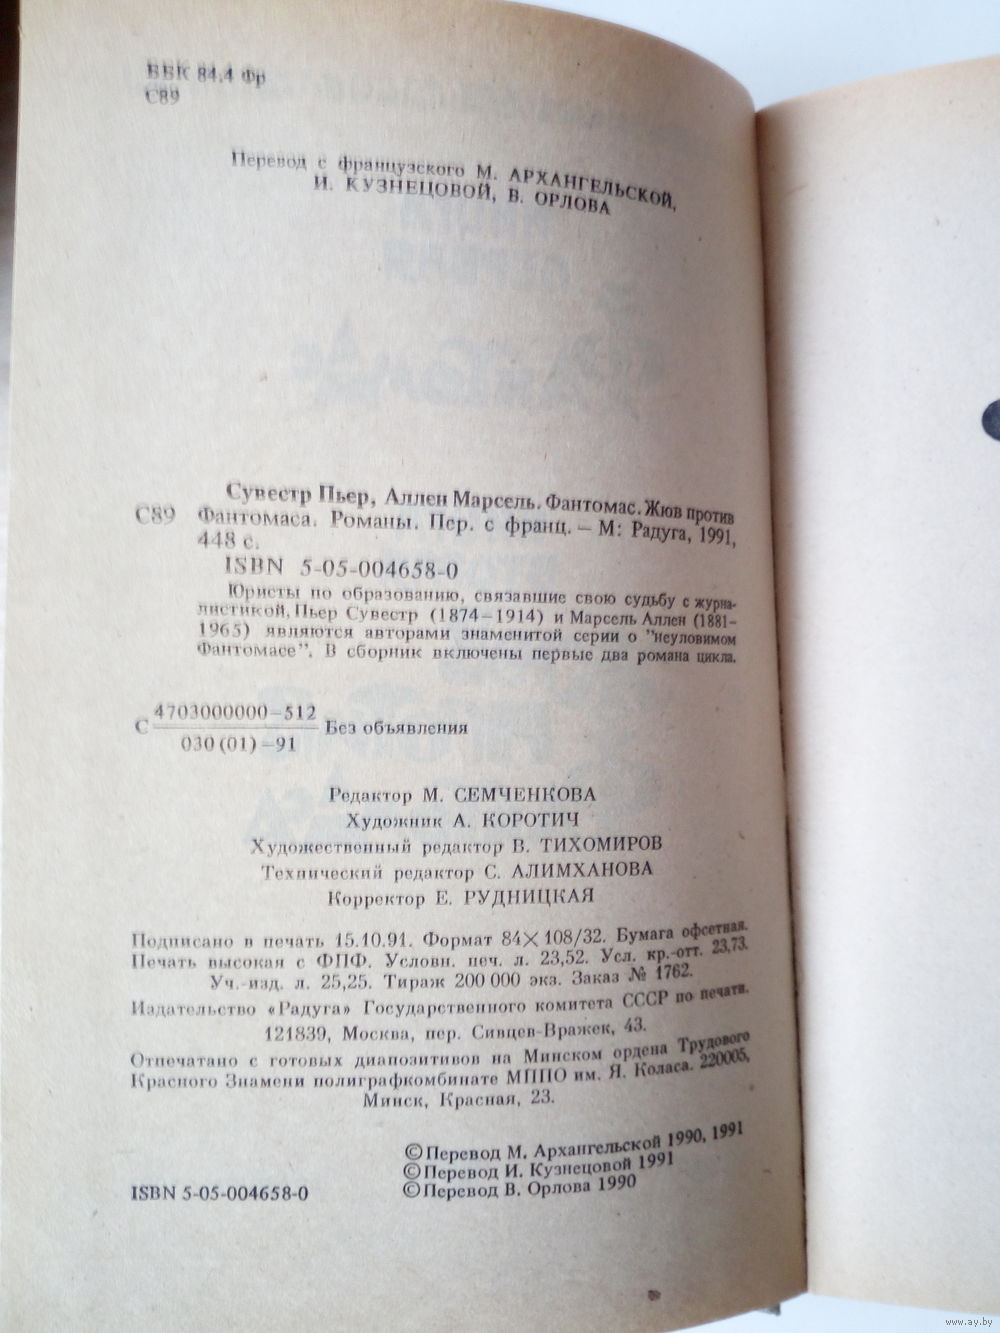 ББК 84.4 Фр
С89
Перевод с французского М. АРХАНГЕЛЬСКОЙ,
И. КУЗНЕЦОВОЙ, В. ОРЛОВА
Сувестр Пьер, Аллен Марсель. Фантомас. Жюв против
С89 Фантомаса. Романы. Пер. с франц. – М: Радуга, 1991,
448 с.
ISBN 5-05-004658-0
Юристы по образованию, связавшие свою судьбу с журна-
листикой, Пьер Сувестр (1874–1914) и Марсель Аллен (1881–
1965) являются авторами знаменитой серии о "неуловимом
Фантомасе". В сборник включены первые два романа цикла.
4703000000–512
С Без объявления
030(01)–91
Редактор М. СЕМЧЕНКОВА
Художник А. КОРОТИЧ
Художественный редактор В. ТИХОМИРОВ
Технический редактор С. АЛИМХАНОВА
Корректор Е. РУДНИЦКАЯ
Подписано в печать 15.10.91. Формат 84×108/32. Бумага офсетная.
Печать высокая с ФПФ. Условн. печ. л. 23,52. Усл. кр.-отт. 23,73.
Уч.-изд. л. 25,25. Тираж 200 000 экз. Заказ № 1762.
Издательство «Радуга» Государственного комитета СССР по печати.
121839, Москва, пер. Сивцев-Вражек, 43.
Отпечатано с готовых диапозитивов на Минском ордена Трудового
Красного Знамени полиграфкомбинате МППО им. Я. Коласа. 220005,
Минск, Красная, 23.
© Перевод М. Архангельской 1990, 1991
© Перевод И. Кузнецовой 1991
© Перевод В. Орлова 1990
ISBN 5-05-004658-0
www.ay.by